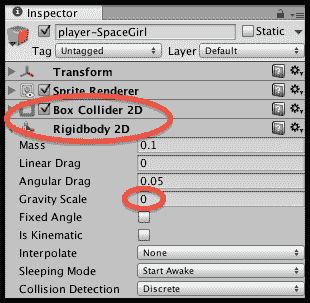 Inspector
player-SpaceGirl Static
Tag Untagged Layer Default
Transform
Sprite Renderer
Box Collider 2D
Rigidbody 2D
Mass 0.1
Linear Drag 0
Angular Drag 0.05
Gravity Scale 0
Fixed Angle
Is Kinematic
Interpolate None
Sleeping Mode Start Awake
Collision Detection Discrete